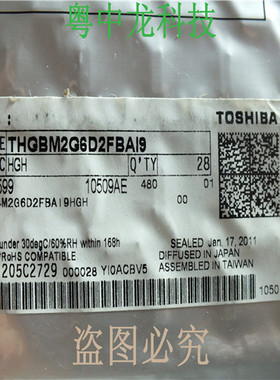 粤中龙科技
TOSHIBA
THGBM2G6D2FBAI9
HGH Q'TY 28
699 10509AE 480 01
M2G6D2FBAI9HGH 00
under 30degC/60%RH within 168h SEALED Jan. 17, 2011
RoHS COMPATIBLE DIFFUSED IN JAPAN
205C2729 000028 YI0ACBV5 ASSEMBLED IN TAIWAN
1050
盗图必究